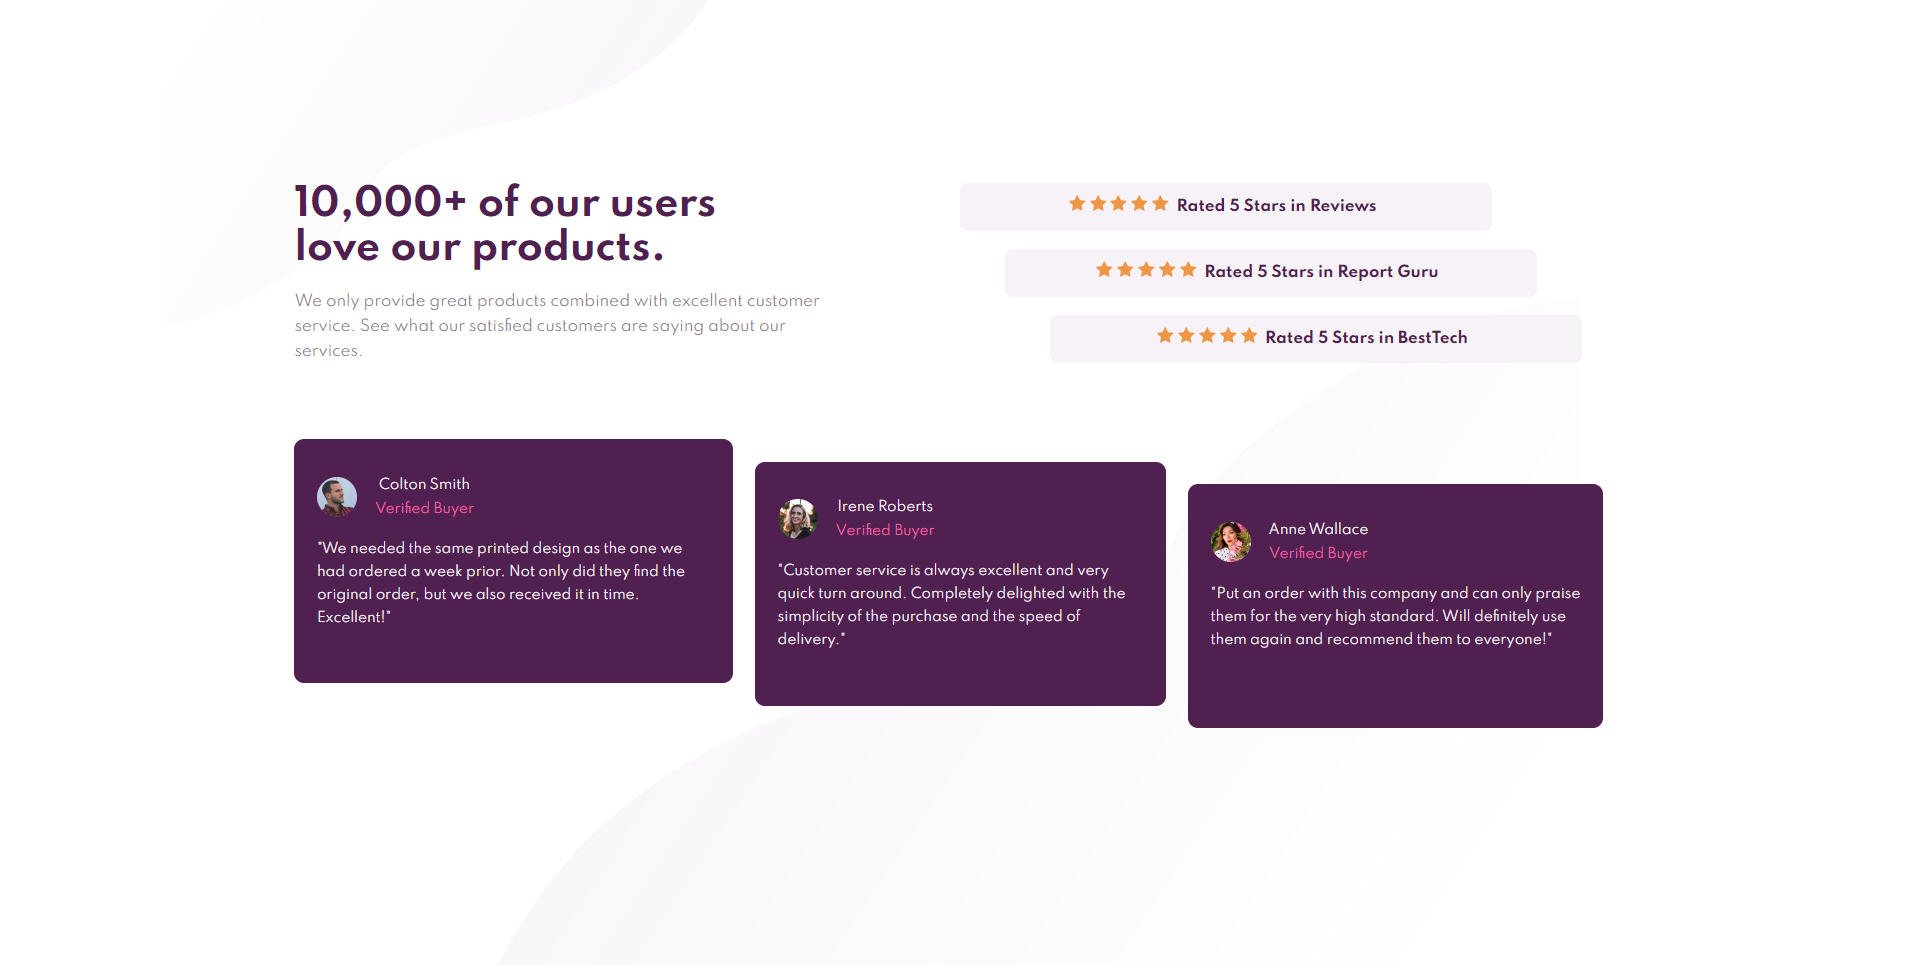 10,000+ of our users
love our products.
We only provide great products combined with excellent customer
service. See what our satisfied customers are saying about our
services.
Rated 5 Stars in Reviews
Rated 5 Stars in Report Guru
Rated 5 Stars in BestTech
Colton Smith
Verified Buyer
"We needed the same printed design as the one we
had ordered a week prior. Not only did they find the
original order, but we also received it in time.
Excellent!"
Irene Roberts
Verified Buyer
"Customer service is always excellent and very
quick turn around. Completely delighted with the
simplicity of the purchase and the speed of
delivery."
Anne Wallace
Verified Buyer
"Put an order with this company and can only praise
them for the very high standard. Will definitely use
them again and recommend them to everyone!"